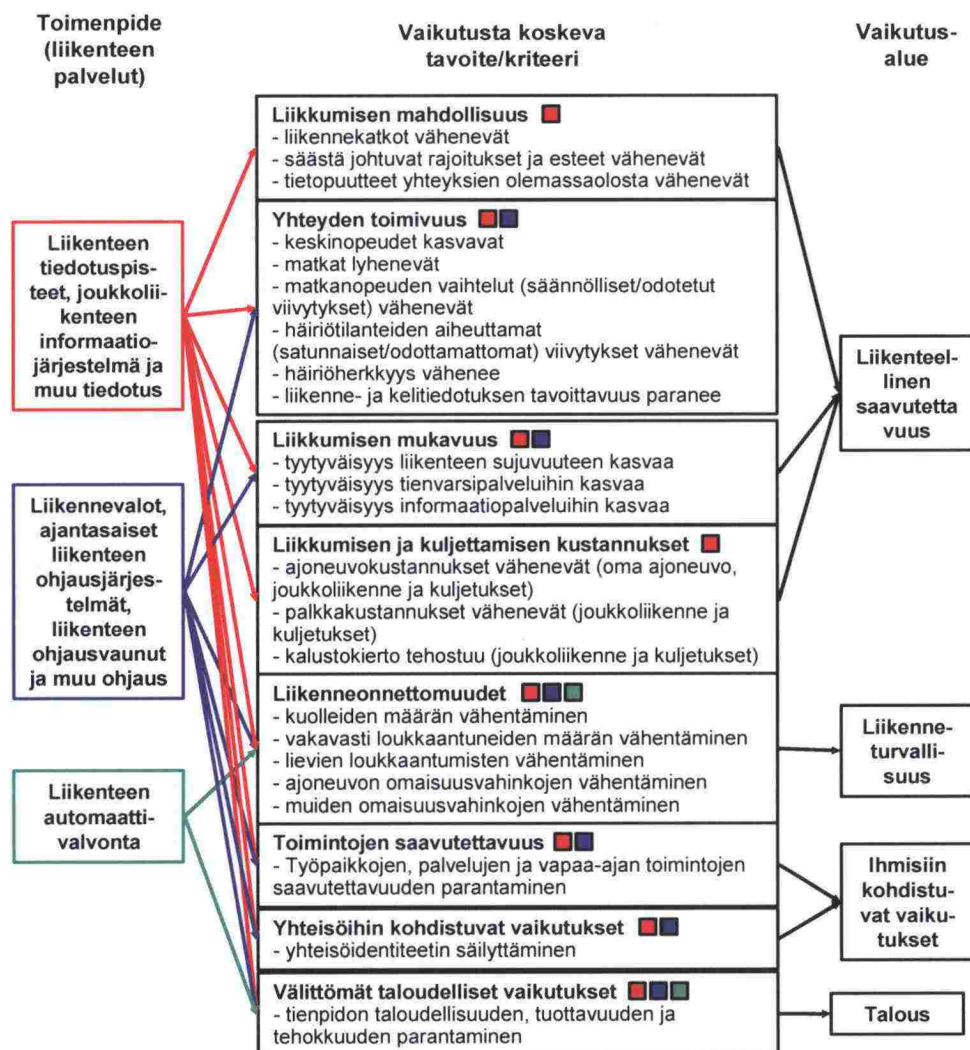 Toimenpide
(liikenteen
palvelut)
Vaikutusta koskeva
tavoite/kriteeri
Vaikutus-
alue
Liikenteen
tiedotuspis-
teet, joukkolii-
kenteen
informaatio-
järjestelmä ja
muu tiedotus
Liikennevalot,
ajantasaiset
liikenteen
ohjausjärjes-
telmät,
liikenteen
ohjausvaunut
ja muu ohjaus
Liikenteen
automaatti-
valvonta
Liikkumisen mahdollisuus
- liikennekatkot vähenevät
- säästä johtuvat rajoitukset ja esteet vähenevät
- tietopuutteet yhteyksien olemassaolosta vähenevät
Yhteyden toimivuus
- keskinopeudet kasvavat
- matkat lyhenevät
- matkanopeuden vaihtelut (säännölliset/odotetut
viivytykset) vähenevät
- häiriötilanteiden aiheuttamat
(satunnaiset/odottamattomat) viivytykset vähenevät
- häiriöherkkyys vähenee
- liikenne- ja kelitiedotuksen tavoittavuus paranee
Liikkumisen mukavuus
- tyytyväisyys liikenteen sujuvuuteen kasvaa
- tyytyväisyys tienvarsipalveluihin kasvaa
- tyytyväisyys informaatiopalveluihin kasvaa
Liikkumisen ja kuljettamisen kustannukset
- ajoneuvokustannukset vähenevät (oma ajoneuvo,
joukkoliikenne ja kuljetukset)
- palkkakustannukset vähenevät (joukkoliikenne ja
kuljetukset)
- kalustokierto tehostuu (joukkoliikenne ja kuljetukset)
Liikenneonnettomuudet
- kuolleiden määrän vähentäminen
- vakavasti loukkaantuneiden määrän vähentäminen
- lievien loukkaantumisten vähentäminen
- ajoneuvon omaisuusvahinkojen vähentäminen
- muiden omaisuusvahinkojen vähentäminen
Toimintojen saavutettavuus
- Työpaikkojen, palvelujen ja vapaa-ajan toimintojen
saavutettavuuden parantaminen
Yhteisöihin kohdistuvat vaikutukset
- yhteisöidentiteetin säilyttäminen
Välittömät taloudelliset vaikutukset
- tienpidon taloudellisuuden, tuottavuuden ja
tehokkuuden parantaminen
Liikenteel-
linen
saavutetta
vuus
Liikenne-
turvalli-
suus
Ihmisiin
kohdistu-
vat vaiku-
tukset
Talous